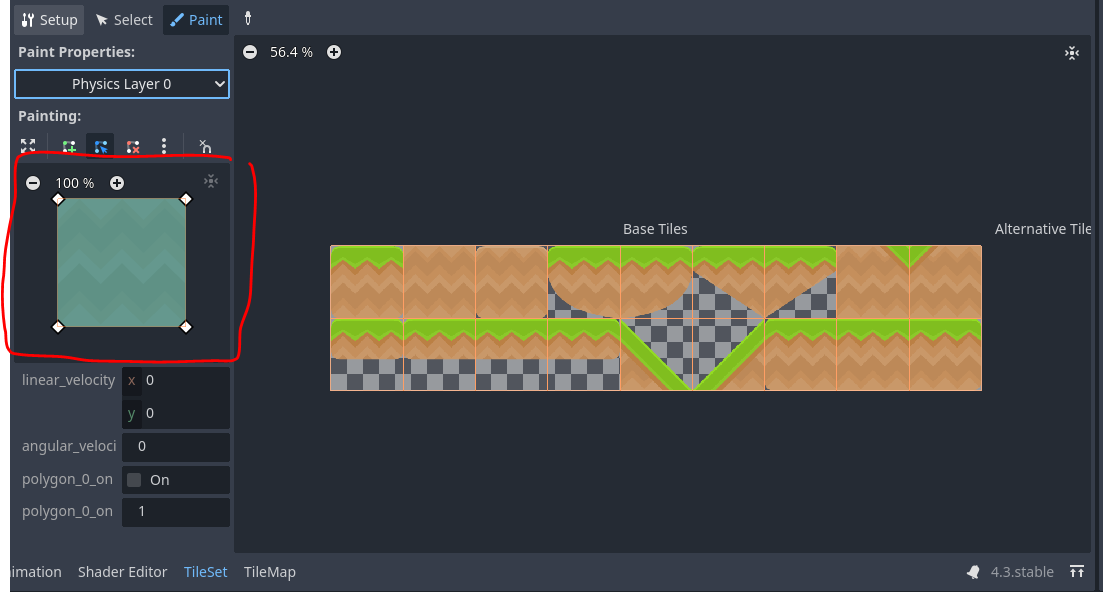 Setup Select Paint
Paint Properties:
56.4 %
Physics Layer 0
Painting:
100 %
Base Tiles
Alternative Tile
linear_velocity x 0
y 0
angular_veloci 0
polygon_0_on On
polygon_0_on 1
imation Shader Editor TileSet TileMap 4.3.stable